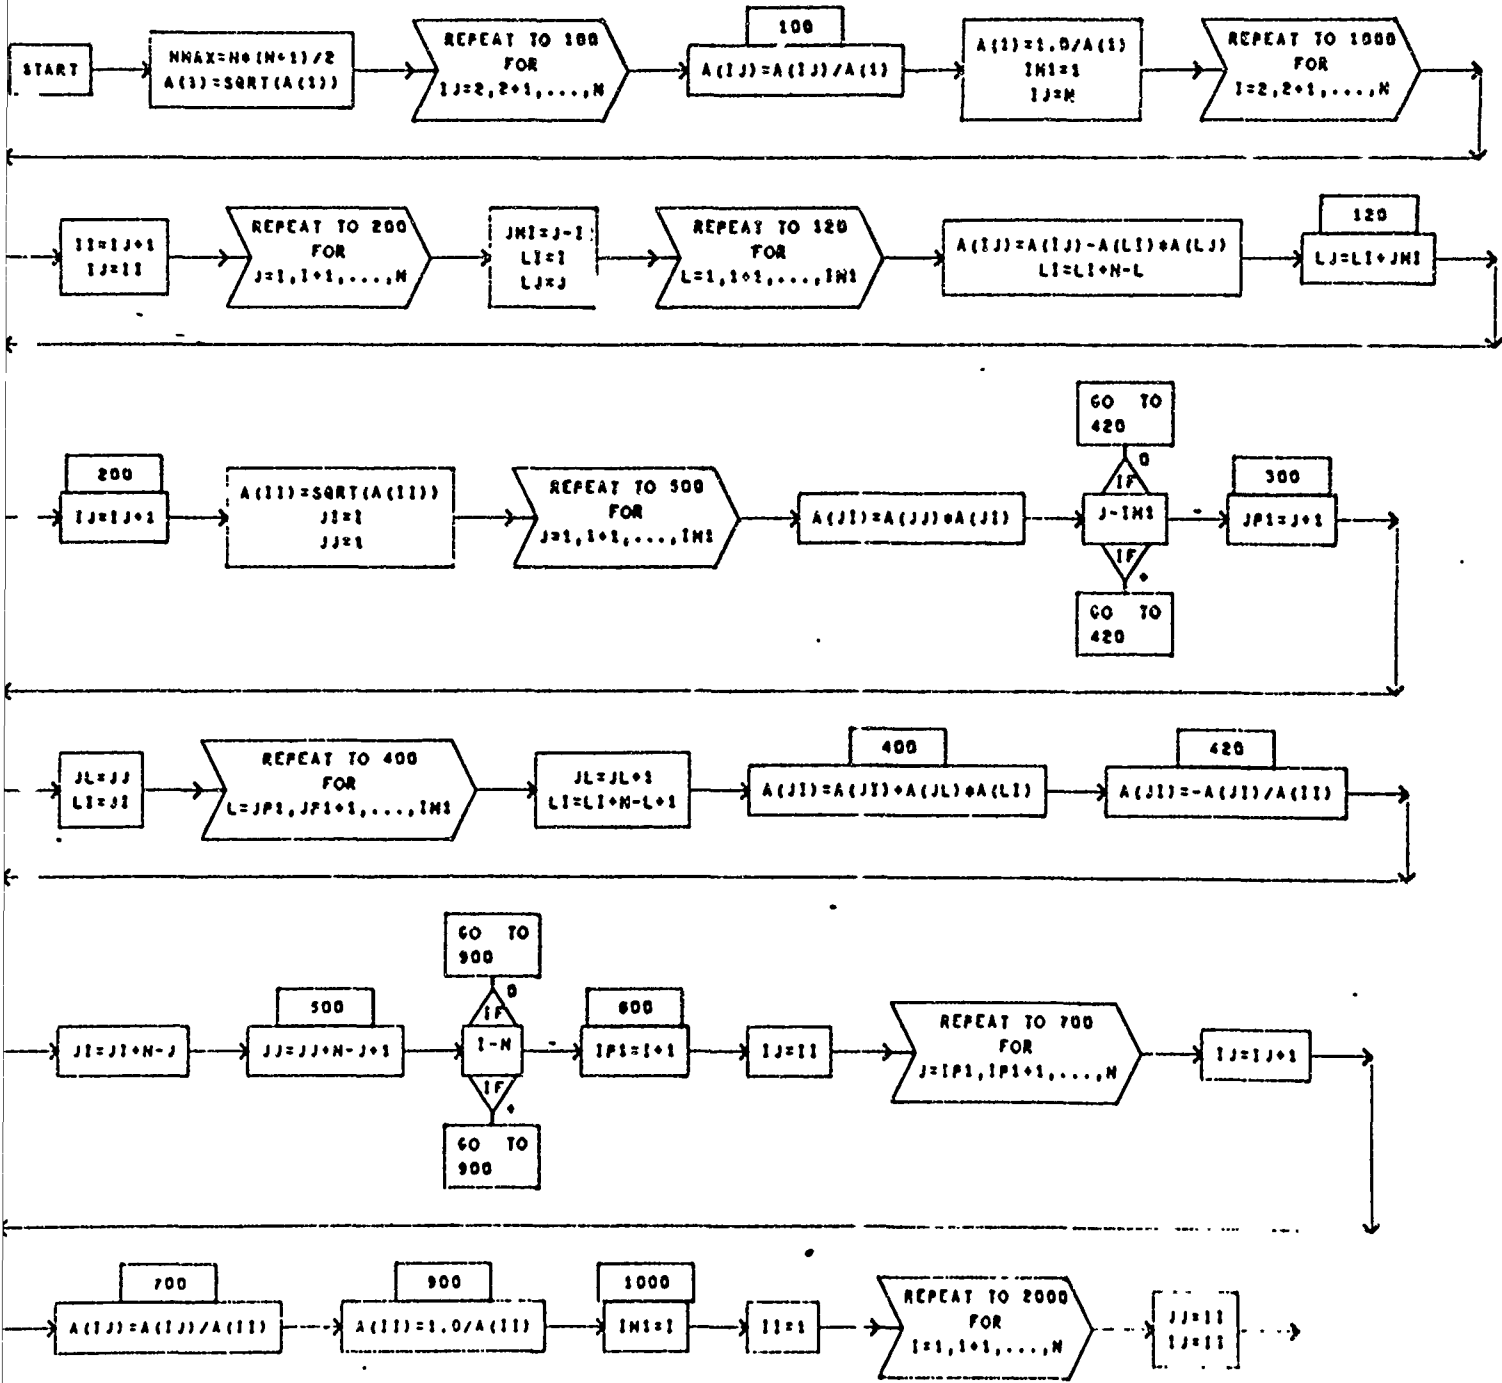 START
NMAX=N*(N+1)/2
A(1)=SQRT(A(1))
REPEAT TO 100
FOR
IJ=2,2+1,...,N
100
A(IJ)=A(IJ)/A(1)
A(1)=1.0/A(1)
IM1=1
IJ=N
REPEAT TO 1000
FOR
I=2,2+1,...,N
II=IJ+1
IJ=II
REPEAT TO 200
FOR
J=I,I+1,...,N
JMI=J-I
LI=I
LJ=J
REPEAT TO 120
FOR
L=1,1+1,...,IM1
A(IJ)=A(IJ)-A(LI)*A(LJ)
LI=LI+N-L
120
LJ=LI+JMI
200
IJ=IJ+1
A(II)=SQRT(A(II))
JI=I
JJ=1
REPEAT TO 500
FOR
J=1,1+1,...,IM1
A(JI)=A(JJ)*A(JI)
GO TO
420
0
IF
J-IM1
-
IF
+
GO TO
420
300
JP1=J+1
JL=JJ
LI=JI
REPEAT TO 400
FOR
L=JP1,JP1+1,...,IM1
JL=JL+1
LI=LI+N-L+1
400
A(JI)=A(JI)+A(JL)*A(LI)
420
A(JI)=-A(JI)/A(II)
JI=JI+N-J
500
JJ=JJ+N-J+1
GO TO
900
0
IF
I-N
-
IF
+
GO TO
900
600
IP1=I+1
IJ=II
REPEAT TO 700
FOR
J=IP1,IP1+1,...,N
IJ=IJ+1
700
A(IJ)=A(IJ)/A(II)
900
A(II)=1.0/A(II)
1000
IM1=I
II=1
REPEAT TO 2000
FOR
I=1,1+1,...,N
JJ=II
IJ=II